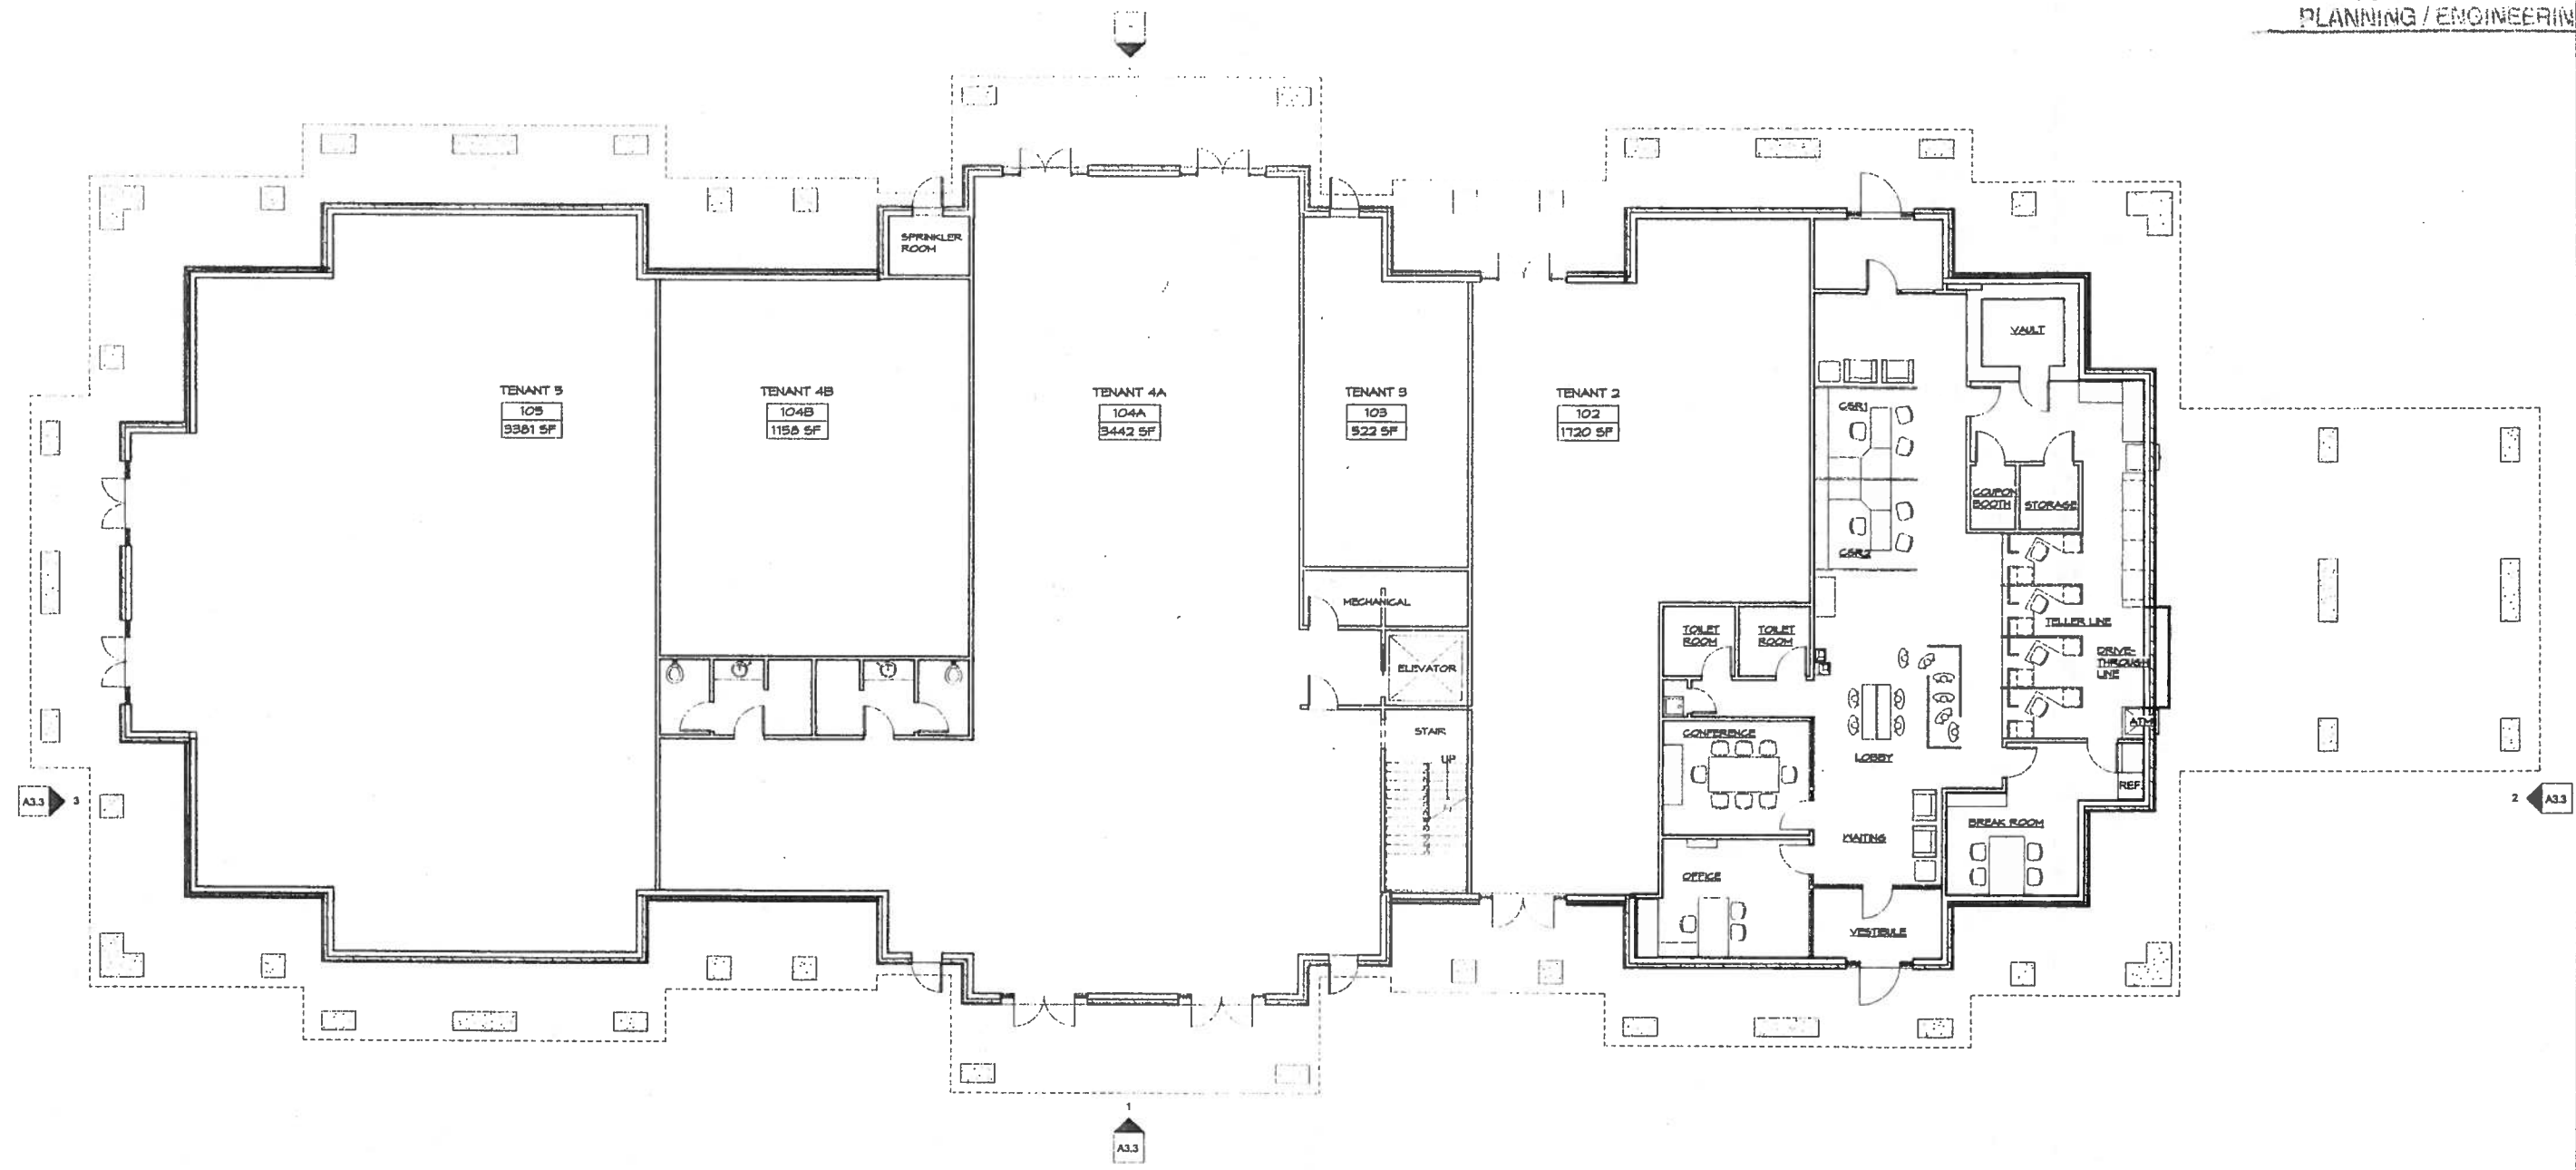 PLANNING / ENGINEERIN
SPRINKLER
ROOM
VAULT
TENANT 5
105
3381 SF
TENANT 4B
104B
1158 SF
TENANT 4A
104A
3442 SF
TENANT 3
103
522 SF
TENANT 2
102
1720 SF
CSR1
COUPON
BOOTH
STORAGE
CSR2
MECHANICAL
TOILET
ROOM
TOILET
ROOM
TELLER LINE
ELEVATOR
DRIVE-
THROUGH
LINE
ATM
STAIR
UP
CONFERENCE
LOBBY
REF.
A3.3
3
2
A3.3
BREAK ROOM
WAITING
OFFICE
VESTIBULE
1
A3.3